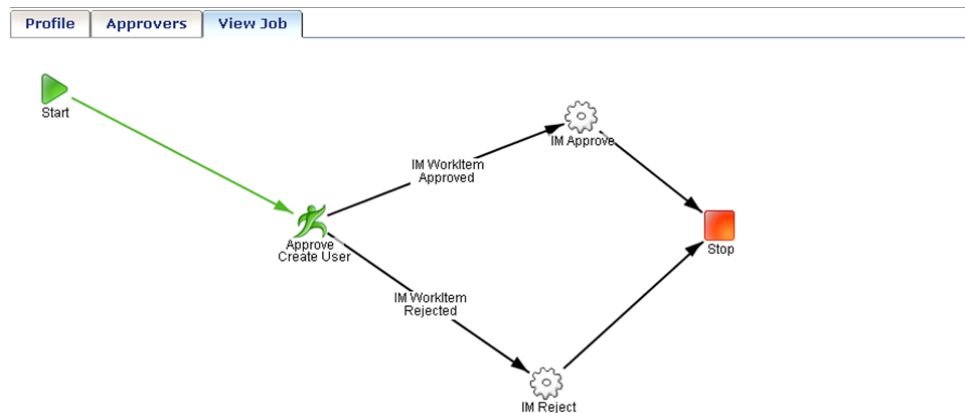 Profile
Approvers
View Job
Start
IM Approve
IM WorkItem
Approved
Approve
Create User
Stop
IM WorkItem
Rejected
IM Reject